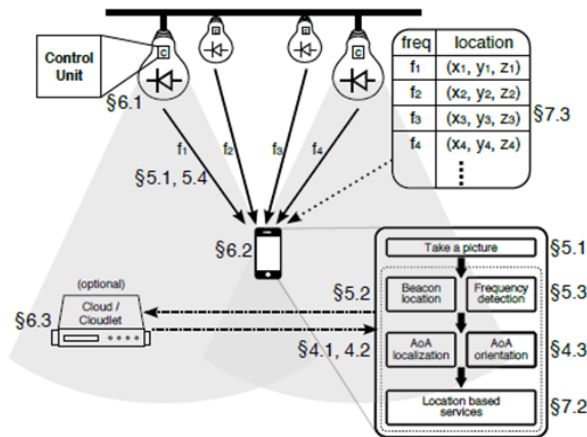 Control
Unit
C
C
§6.1
f₁
f₂
f₃
f₄
§5.1, 5.4
freq location
f₁ (x₁, y₁, z₁)
f₂ (x₂, y₂, z₂)
f₃ (x₃, y₃, z₃)
f₄ (x₄, y₄, z₄)
§7.3
§6.2
(optional)
Cloud /
Cloudlet
§6.3
§4.1, 4.2
Take a picture
§5.1
§5.2
Beacon
location
Frequency
detection
§5.3
AoA
localization
AoA
orientation
§4.3
Location based
services
§7.2